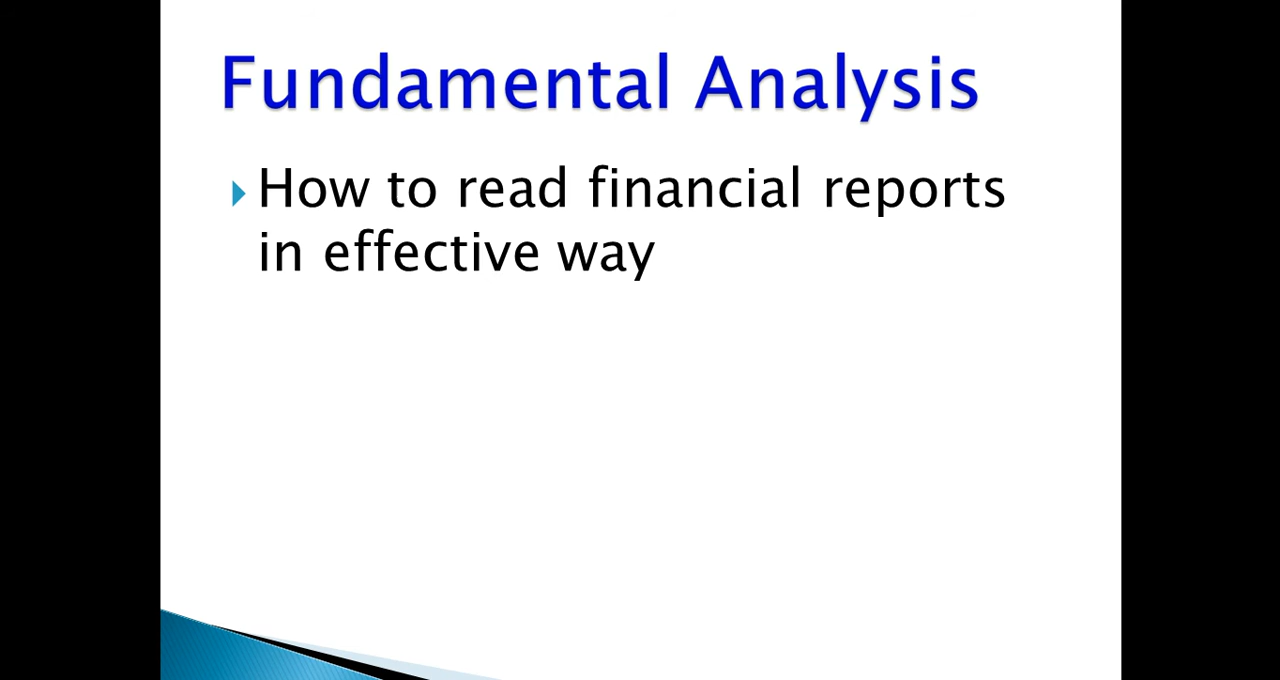 Fundamental Analysis
How to read financial reports
in effective way